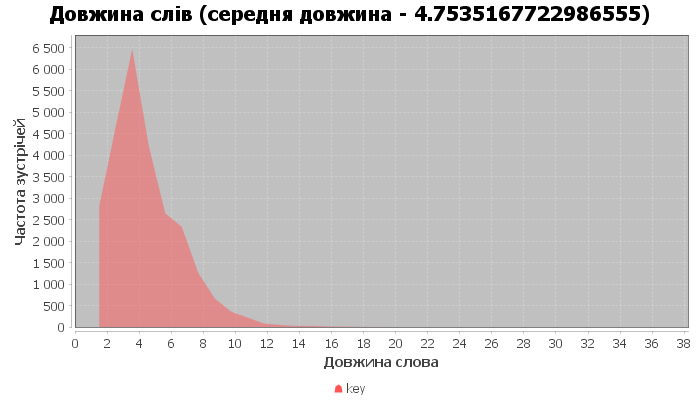 Довжина слів (середня довжина - 4.7535167722986555)
6 500
6 000
5 500
5 000
4 500
4 000
3 500
3 000
2 500
2 000
1 500
1 000
500
0
Частота зустрічей
0 2 4 6 8 10 12 14 16 18 20 22 24 26 28 30 32 34 36 38
Довжина слова
key